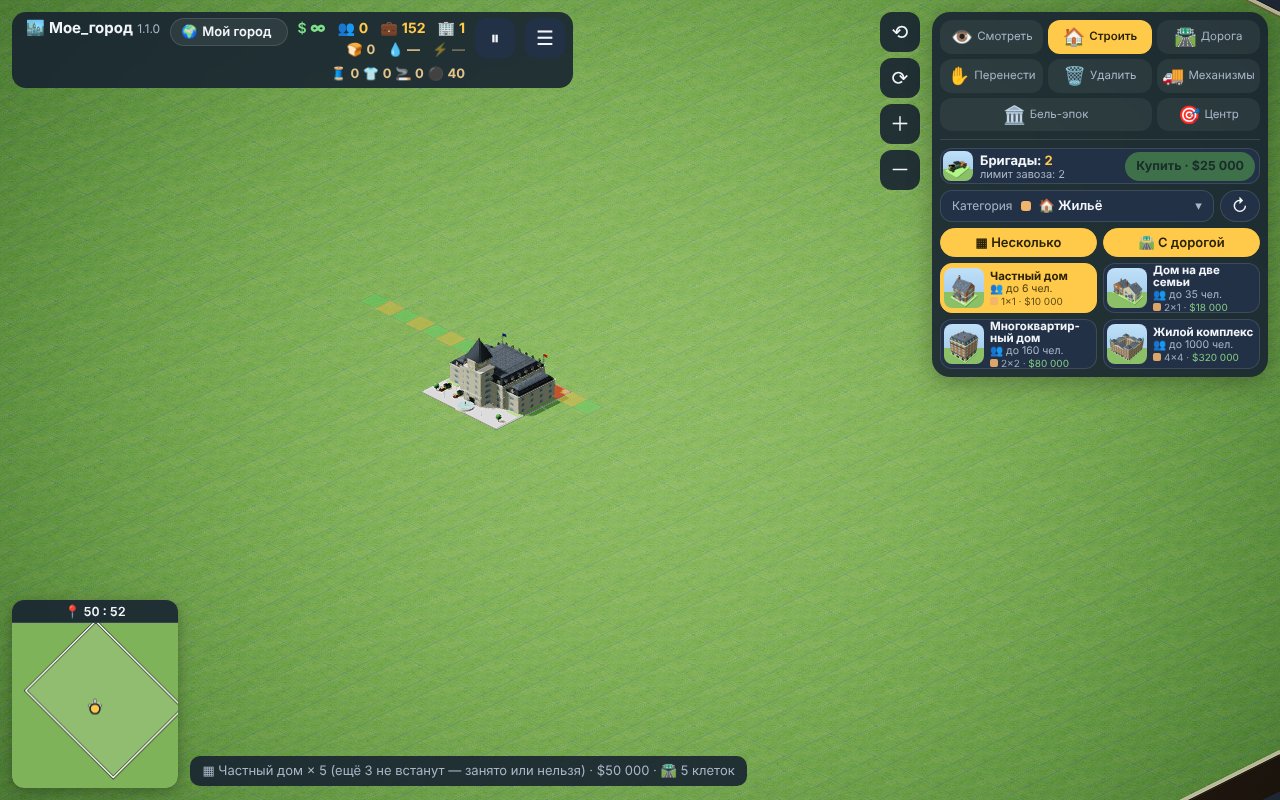 Мое_город 1.1.0
Мой город
$ ∞ 0 152 1
0 — —
0 0 0 40
Смотреть
Строить
Дорога
Перенести
Удалить
Механизмы
Бель-эпок
Центр
Бригады: 2
лимит завоза: 2
Купить · $25 000
Категория Жильё
Несколько
С дорогой
Частный дом
до 6 чел.
1×1 · $10 000
Дом на две
семьи
до 35 чел.
2×1 · $18 000
Многоквартир-
ный дом
до 160 чел.
2×2 · $80 000
Жилой комплекс
до 1000 чел.
4×4 · $320 000
50 : 52
Частный дом × 5 (ещё 3 не встанут — занято или нельзя) · $50 000 · 5 клеток